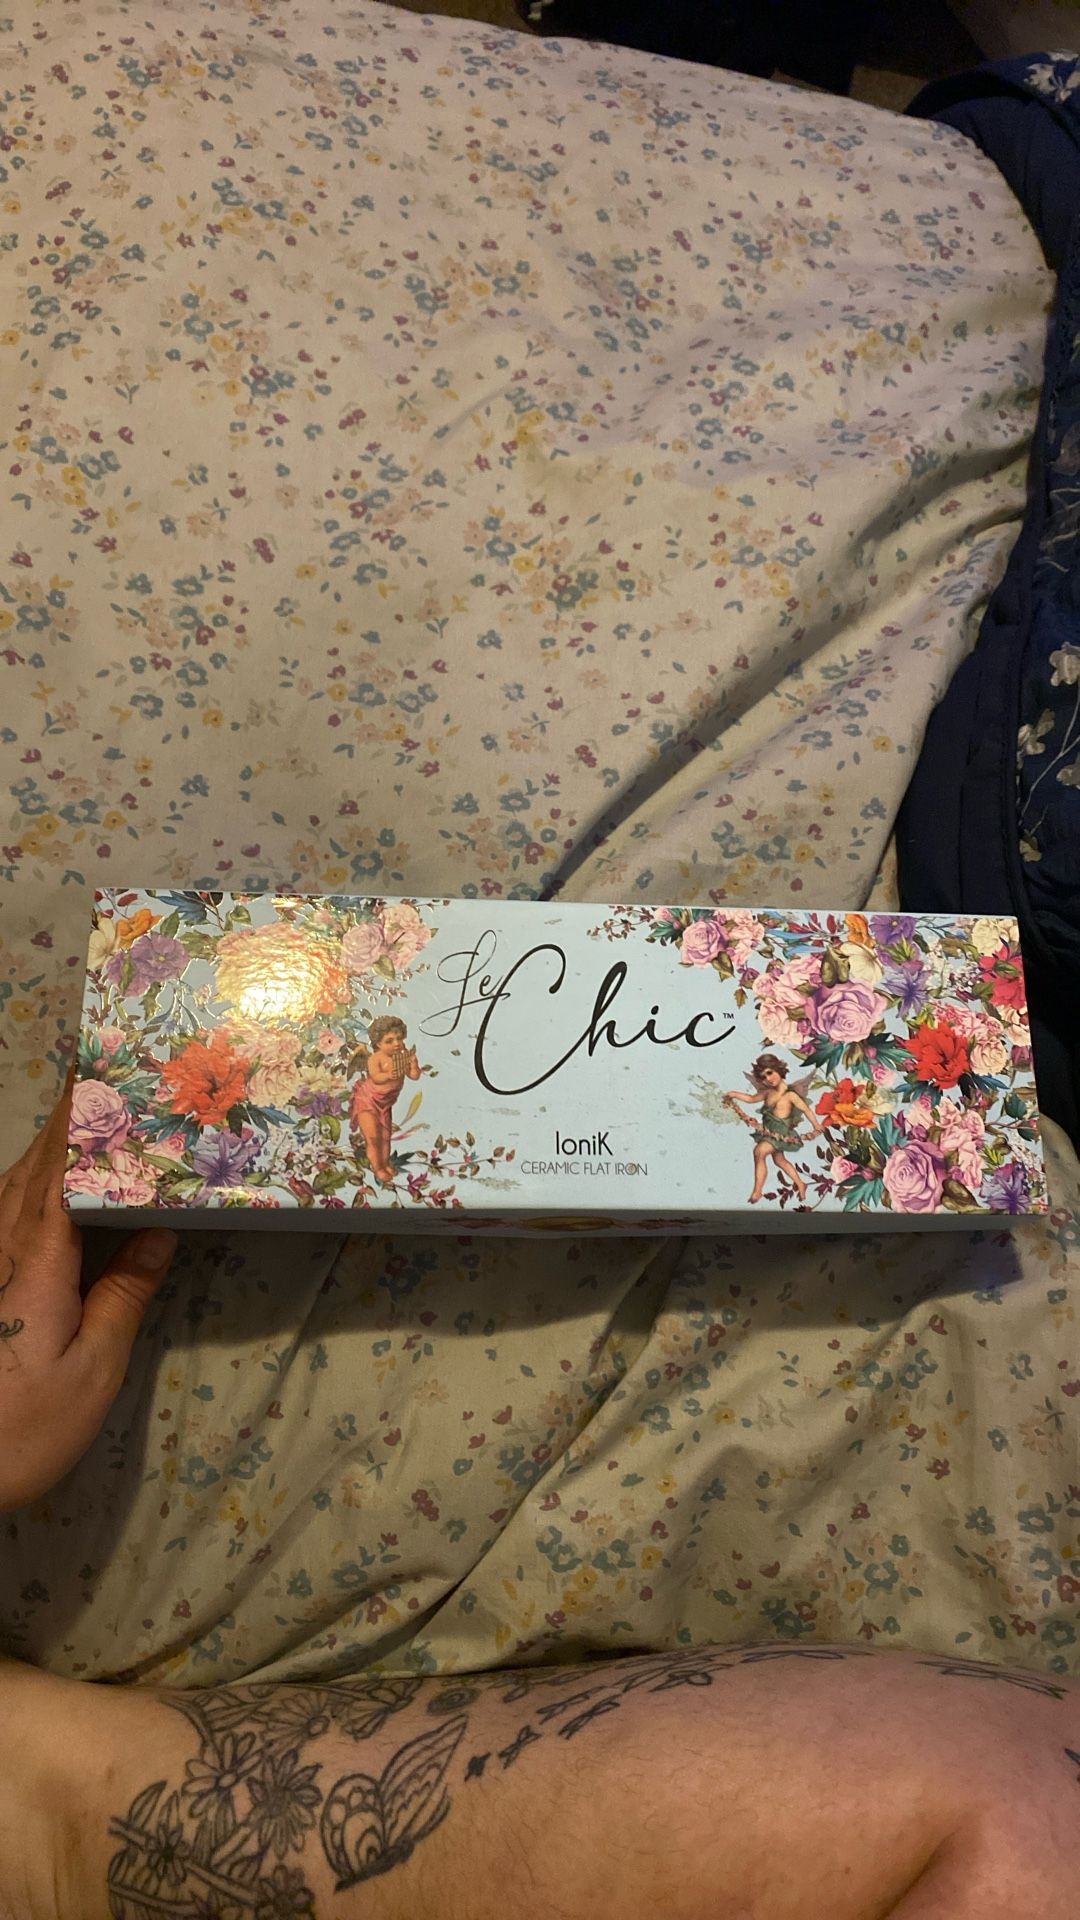 Le Chic™
IoniK
CERAMIC FLAT IRON